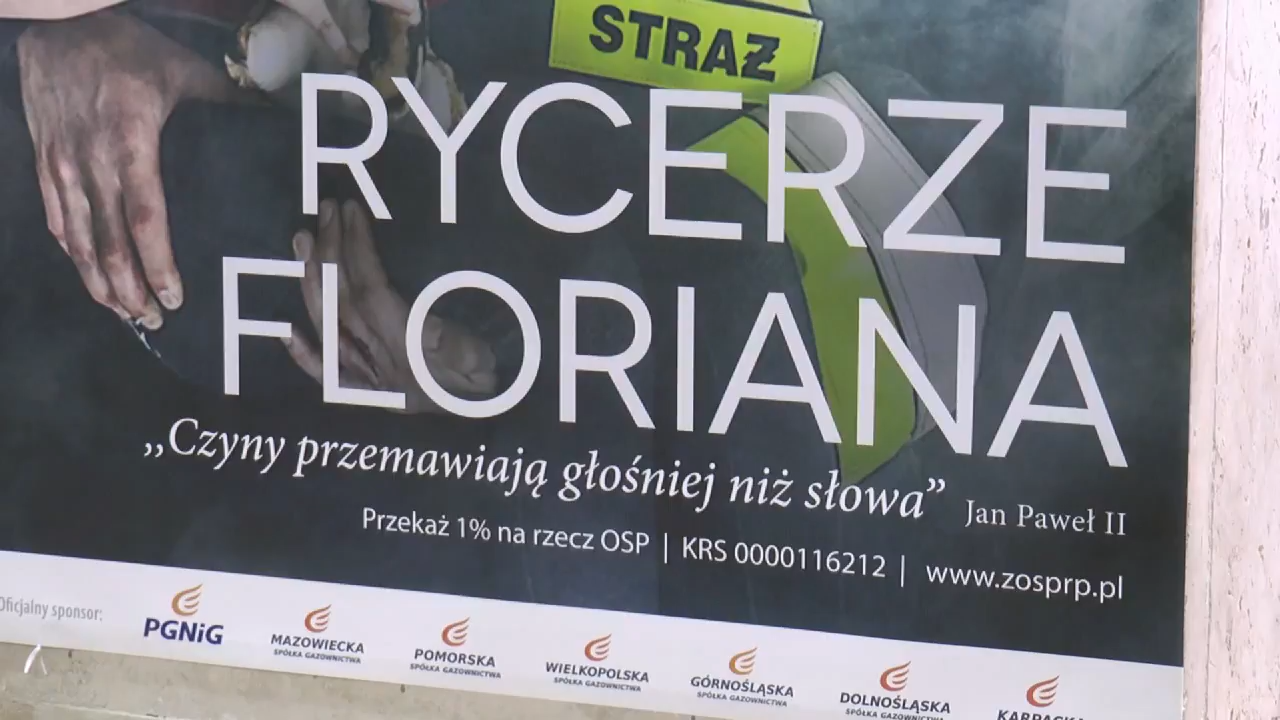 STRAŻ
RYCERZE
FLORIANA
,,Czyny przemawiają głośniej niż słowa” Jan Paweł II
Przekaż 1% na rzecz OSP | KRS 0000116212 | www.zosprp.pl
Oficjalny sponsor:
PGNiG
MAZOWIECKA
SPÓŁKA GAZOWNICTWA
POMORSKA
SPÓŁKA GAZOWNICTWA
WIELKOPOLSKA
SPÓŁKA GAZOWNICTWA
GÓRNOŚLĄSKA
SPÓŁKA GAZOWNICTWA
DOLNOŚLĄSKA
SPÓŁKA GAZOWNICTWA
KARPACKA